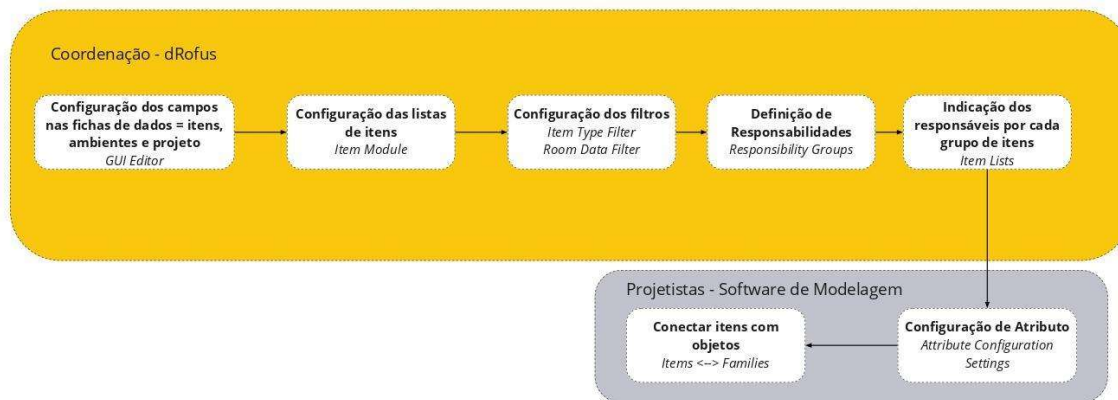 Coordenação - dRofus
Configuração dos campos
nas fichas de dados = itens,
ambientes e projeto
GUI Editor
Configuração das listas
de itens
Item Module
Configuração dos filtros
Item Type Filter
Room Data Filter
Definição de
Responsabilidades
Responsibility Groups
Indicação dos
responsáveis por cada
grupo de itens
Item Lists
Projetistas - Software de Modelagem
Conectar itens com
objetos
Items <--> Families
Configuração de Atributo
Attribute Configuration
Settings